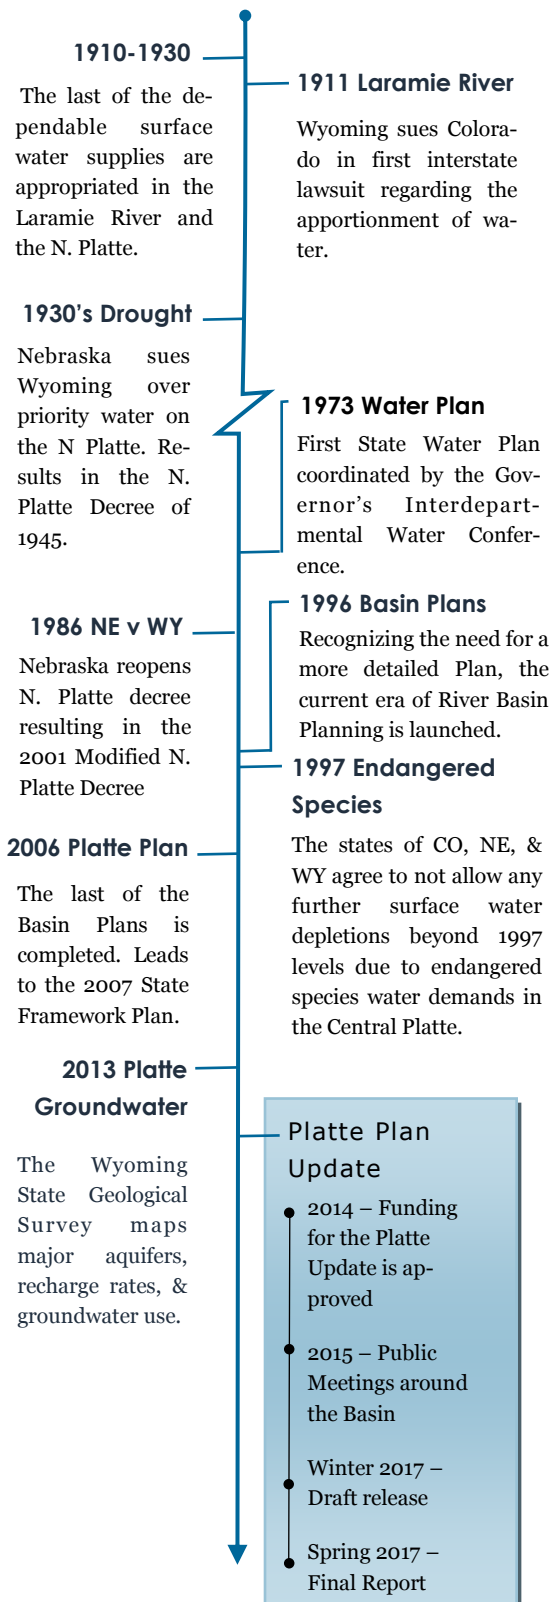 1910-1930
The last of the de-
pendable surface
water supplies are
appropriated in the
Laramie River and
the N. Platte.
1911 Laramie River
Wyoming sues Colora-
do in first interstate
lawsuit regarding the
apportionment of wa-
ter.
1930’s Drought
Nebraska sues
Wyoming over
priority water on
the N Platte. Re-
sults in the N.
Platte Decree of
1945.
1973 Water Plan
First State Water Plan
coordinated by the Gov-
ernor’s Interdepart-
mental Water Confer-
ence.
1986 NE v WY
Nebraska reopens
N. Platte decree
resulting in the
2001 Modified N.
Platte Decree
1996 Basin Plans
Recognizing the need for a
more detailed Plan, the
current era of River Basin
Planning is launched.
1997 Endangered
Species
The states of CO, NE, &
WY agree to not allow any
further surface water
depletions beyond 1997
levels due to endangered
species water demands in
the Central Platte.
2006 Platte Plan
The last of the
Basin Plans is
completed. Leads
to the 2007 State
Framework Plan.
2013 Platte
Groundwater
The Wyoming
State Geological
Survey maps
major aquifers,
recharge rates, &
groundwater use.
Platte Plan
Update
2014 – Funding
for the Platte
Update is ap-
proved
2015 – Public
Meetings around
the Basin
Winter 2017 –
Draft release
Spring 2017 –
Final Report